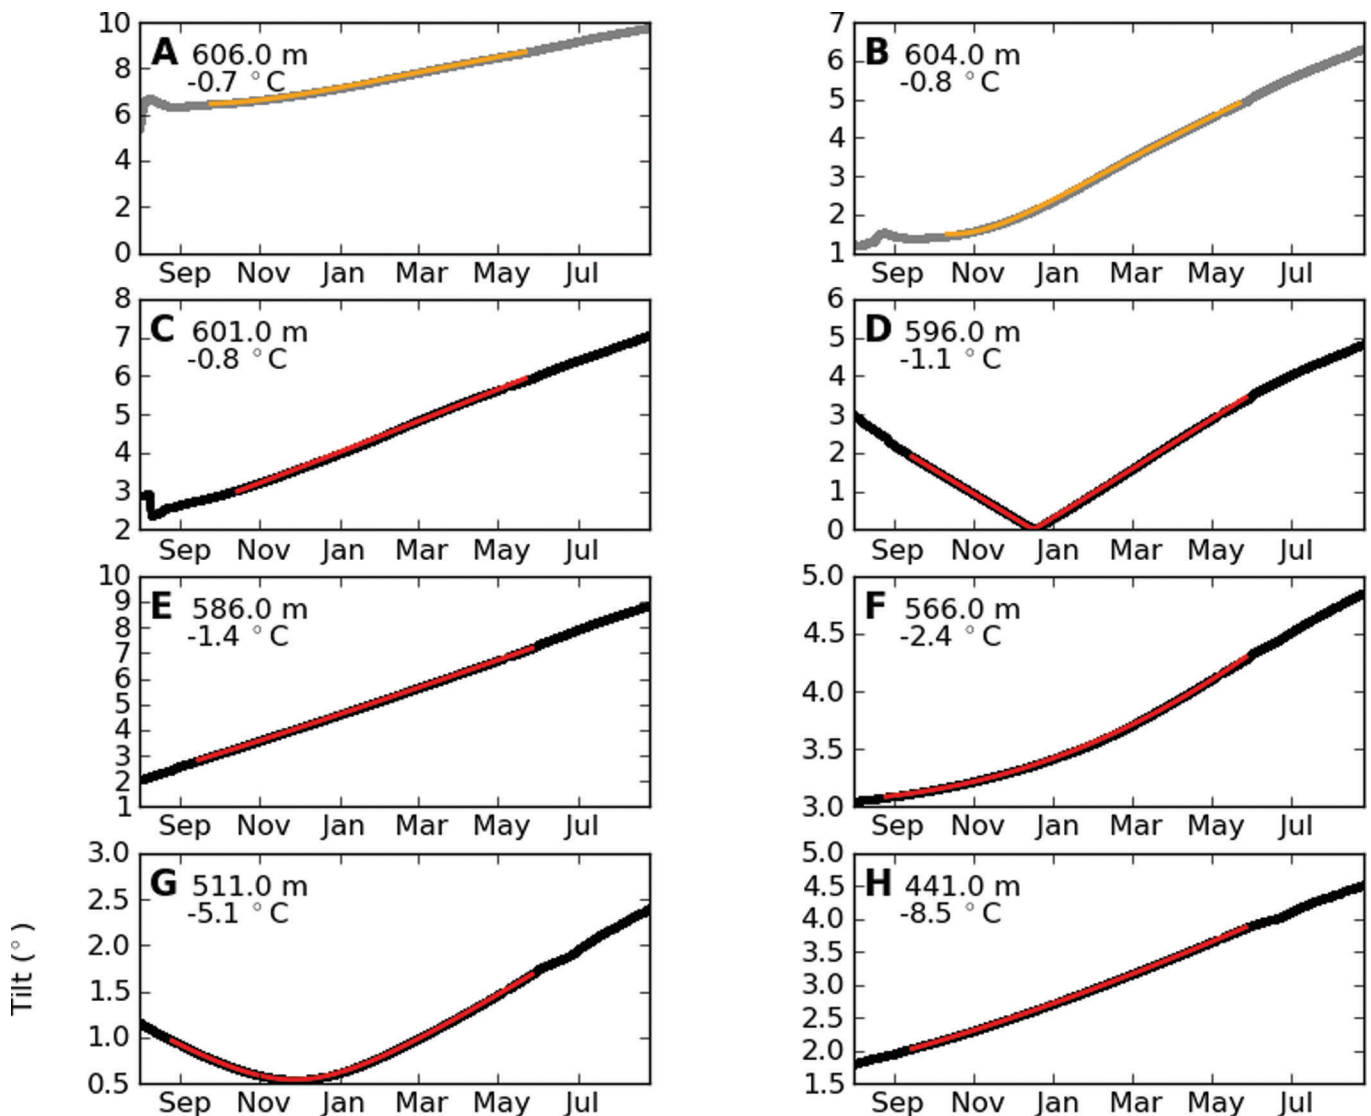 10
8
6
4
2
0
A 606.0 m
-0.7 °C
Sep Nov Jan Mar May Jul
7
6
5
4
3
2
1
B 604.0 m
-0.8 °C
Sep Nov Jan Mar May Jul
8
7
6
5
4
3
2
C 601.0 m
-0.8 °C
Sep Nov Jan Mar May Jul
6
5
4
3
2
1
0
D 596.0 m
-1.1 °C
Sep Nov Jan Mar May Jul
10
9
8
7
6
5
4
3
2
1
E 586.0 m
-1.4 °C
Sep Nov Jan Mar May Jul
5.0
4.5
4.0
3.5
3.0
F 566.0 m
-2.4 °C
Sep Nov Jan Mar May Jul
Tilt (°)
3.0
2.5
2.0
1.5
1.0
0.5
G 511.0 m
-5.1 °C
Sep Nov Jan Mar May Jul
5.0
4.5
4.0
3.5
3.0
2.5
2.0
1.5
H 441.0 m
-8.5 °C
Sep Nov Jan Mar May Jul